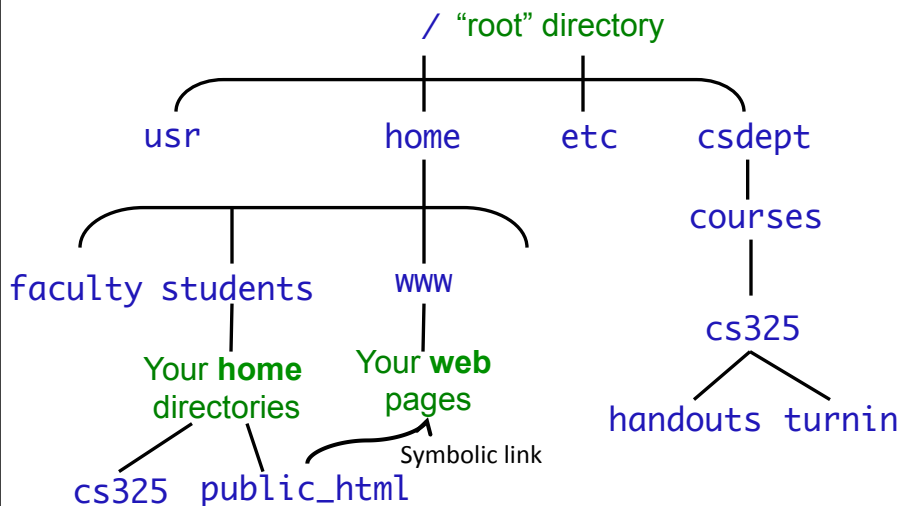 / “root” directory
usr home etc csdept
courses
faculty students www
cs325
Your home
directories
Your web
pages
handouts turnin
Symbolic link
cs325 public_html